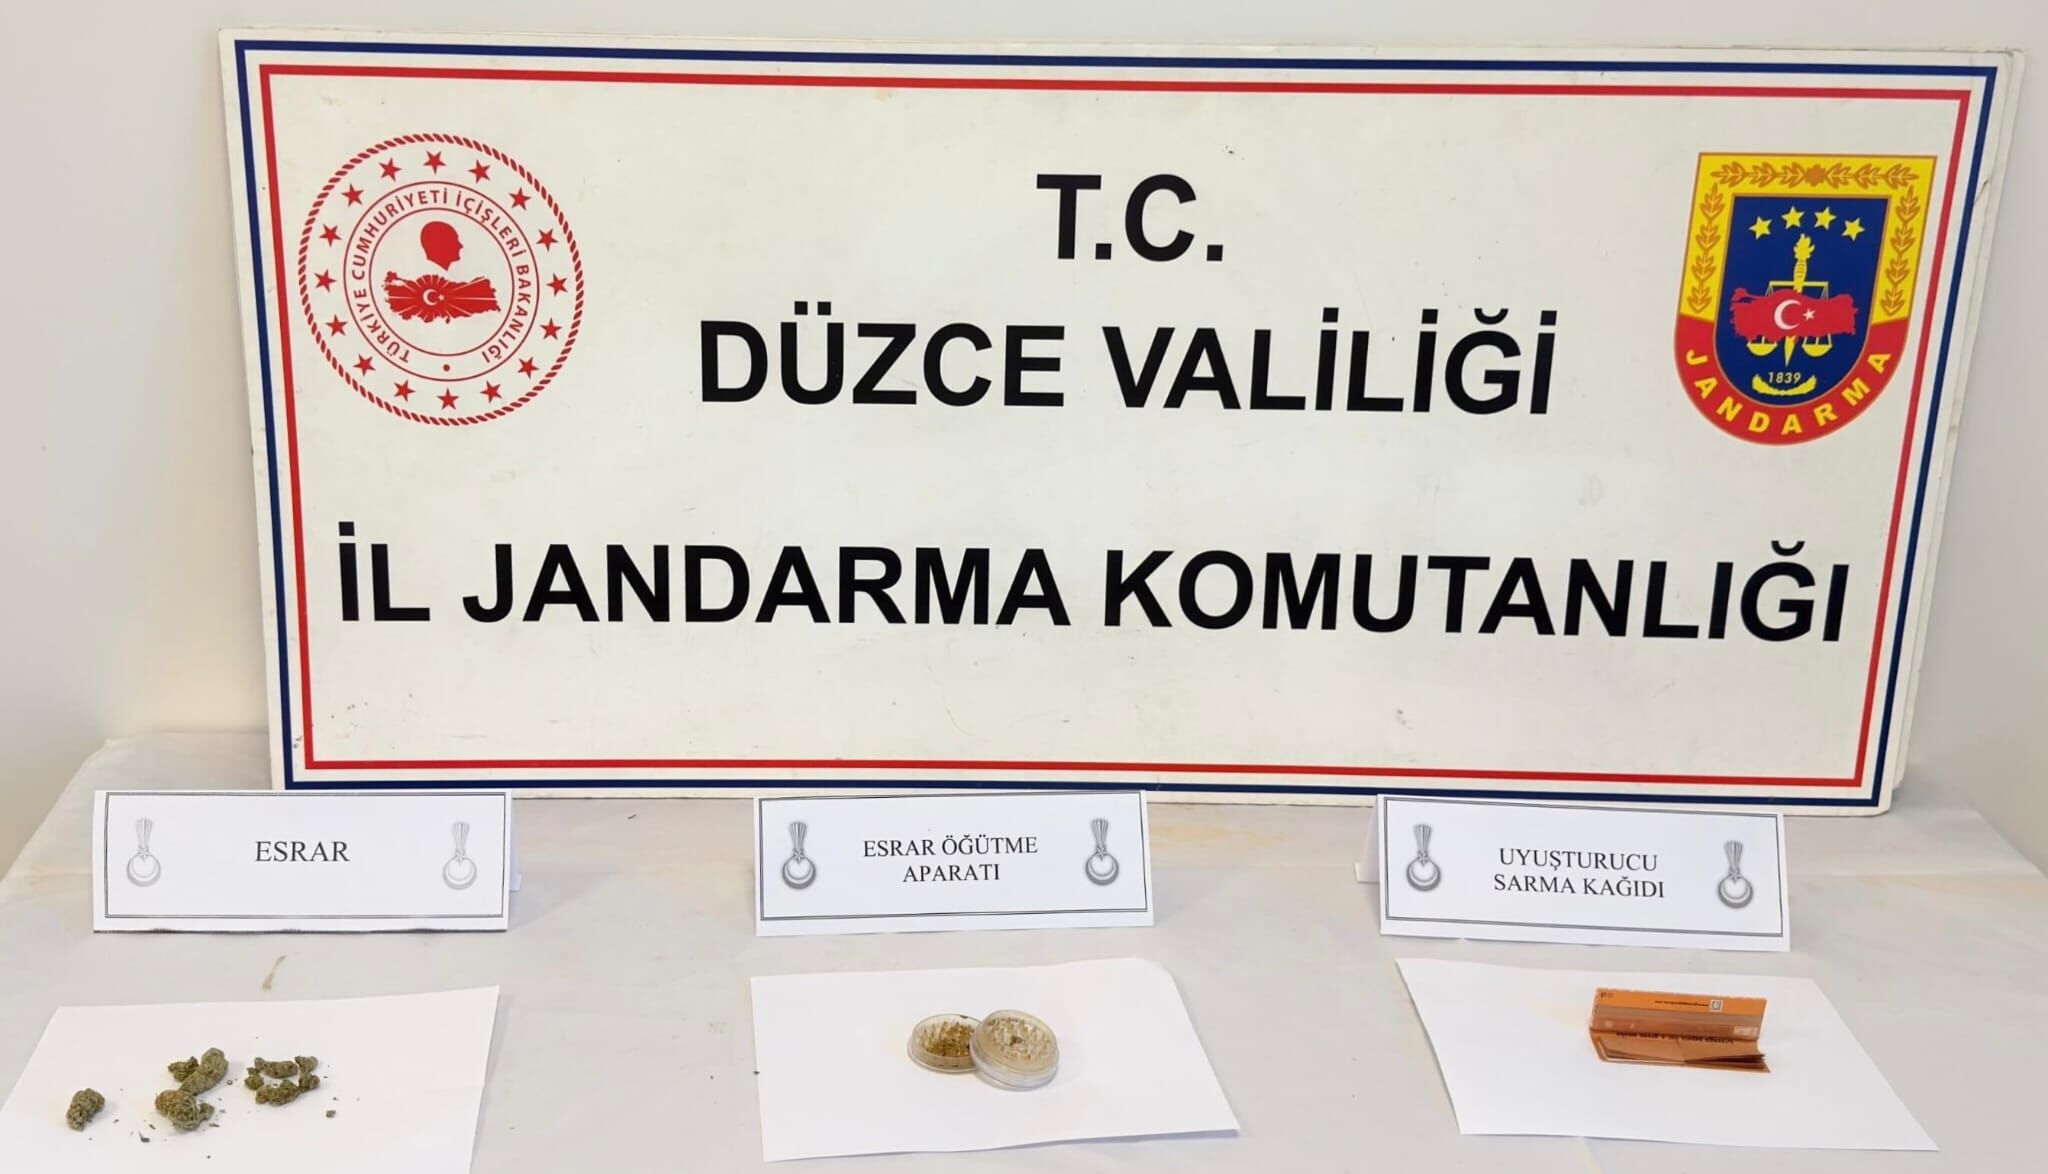 TÜRKİYE CUMHURİYETİ İÇİŞLERİ BAKANLIĞI
T.C.
DÜZCE VALİLİĞİ
İL JANDARMA KOMUTANLIĞI
1839
JANDARMA
ESRAR
ESRAR ÖĞÜTME
APARATI
UYUŞTURUCU
SARMA KAĞIDI